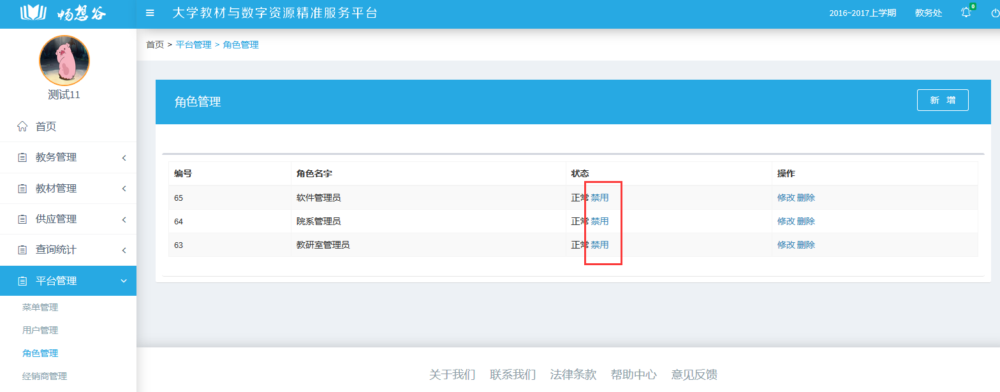 畅想谷
大学教材与数字资源精准服务平台
2016~2017上学期 教务处 0
首页 > 平台管理 > 角色管理
测试11
首页
教务管理
教材管理
供应管理
查询统计
平台管理
菜单管理
用户管理
角色管理
经销商管理
角色管理
新 增
编号 角色名字 状态 操作
65 软件管理员 正常 禁用 修改 删除
64 院系管理员 正常 禁用 修改 删除
63 教研室管理员 正常 禁用 修改 删除
关于我们 联系我们 法律条款 帮助中心 意见反馈